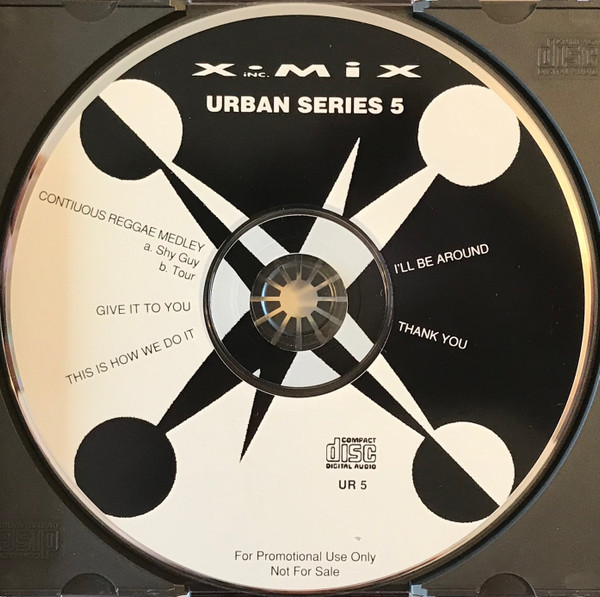 X-MiX
INC.
URBAN SERIES 5
CONTIUOUS REGGAE MEDLEY
a. Shy Guy
b. Tour
GIVE IT TO YOU
THIS IS HOW WE DO IT
I'LL BE AROUND
THANK YOU
COMPACT
disc
DIGITAL AUDIO
UR 5
For Promotional Use Only
Not For Sale
COMPACT
disc